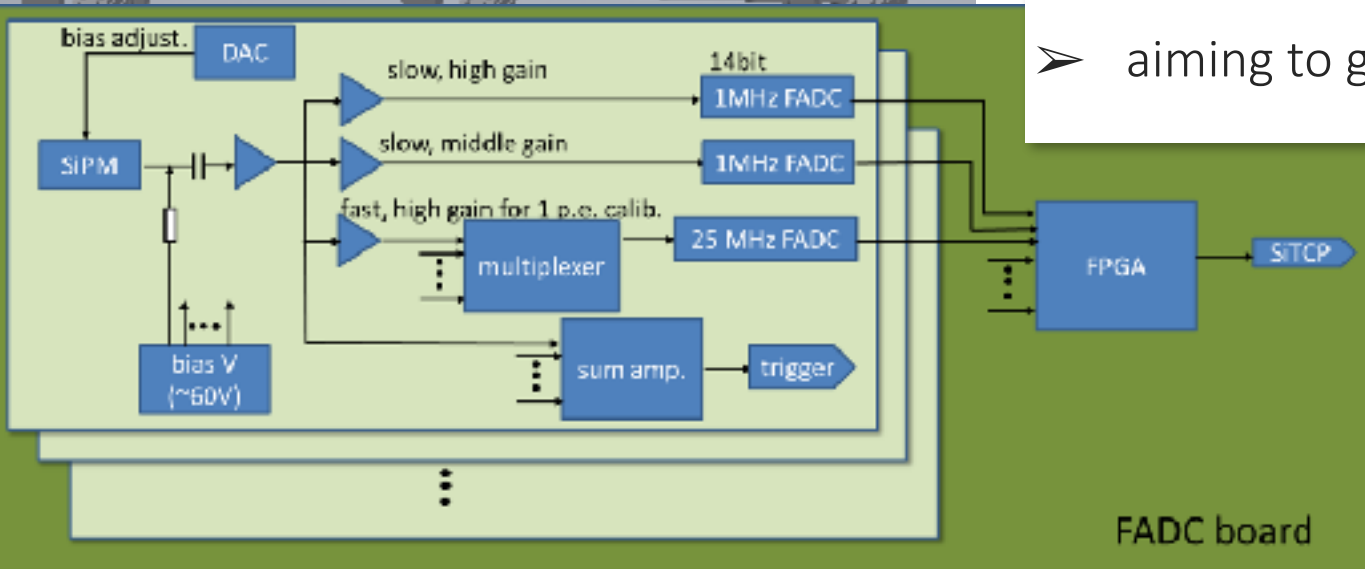 ➢ aiming to g
bias adjust.
DAC
slow, high gain
14bit
1MHz FADC
SiPM
slow, middle gain
1MHz FADC
fast, high gain for 1 p.e. calib.
multiplexer
25 MHz FADC
FPGA
SiTCP
bias V
(~60V)
sum amp.
trigger
FADC board